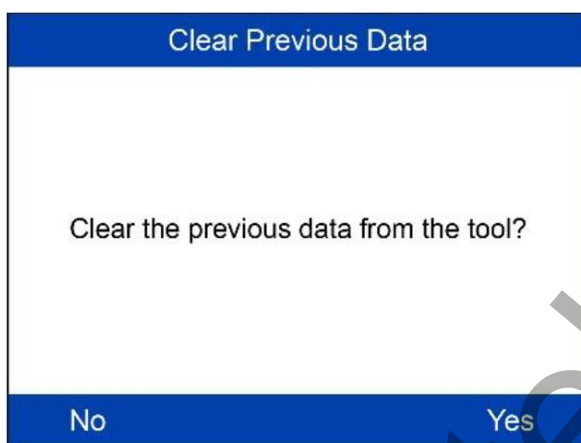 Clear Previous Data
Clear the previous data from the tool?
No
Yes